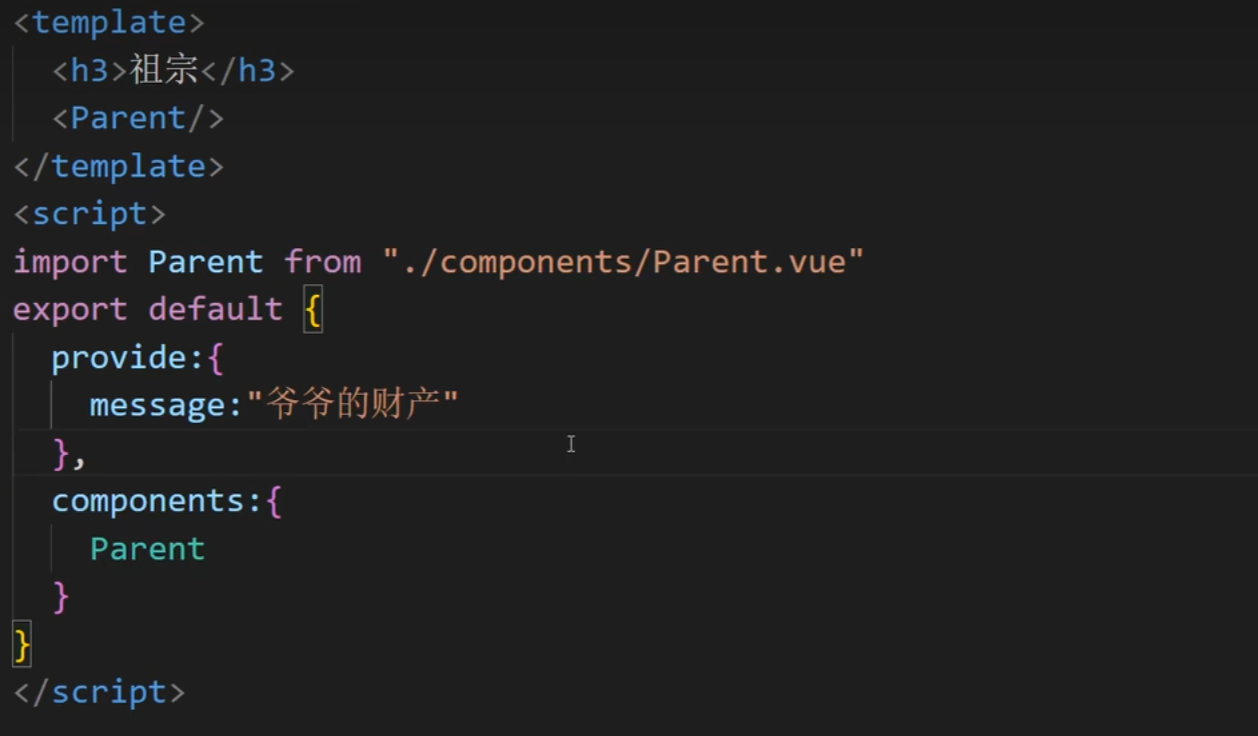 <template>
  <h3>祖宗</h3>
  <Parent/>
</template>
<script>
import Parent from "./components/Parent.vue"
export default {
  provide:{
    message:"爷爷的财产"
  },
  components:{
    Parent
  }
}
</script>